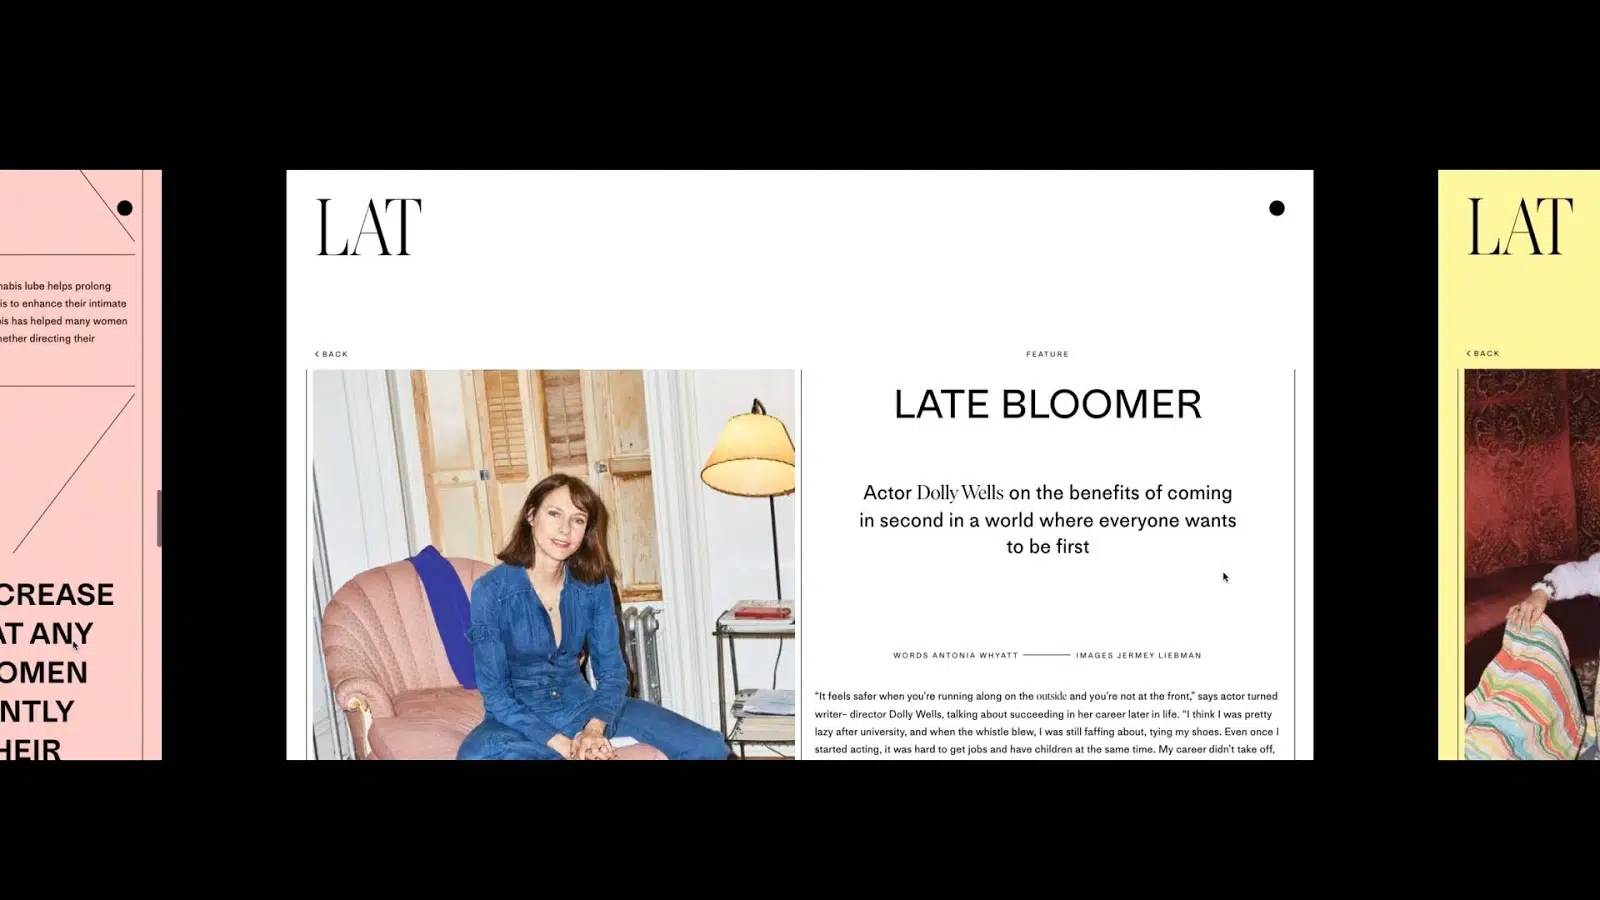 nabis lube helps prolong
is to enhance their intimate
bis has helped many women
hether directing their
CREASE
AT ANY
OMEN
NTLY
HEIR
LAT
< BACK
FEATURE
LATE BLOOMER
Actor Dolly Wells on the benefits of coming
in second in a world where everyone wants
to be first
WORDS ANTONIA WHYATT
IMAGES JERMEY LIEBMAN
“It feels safer when you’re running along on the outside and you’re not at the front,” says actor turned
writer- director Dolly Wells, talking about succeeding in her career later in life. “I think I was pretty
lazy after university, and when the whistle blew, I was still faffing about, tying my shoes. Even once I
started acting, it was hard to get jobs and have children at the same time. My career didn’t take off,
LAT
< BACK